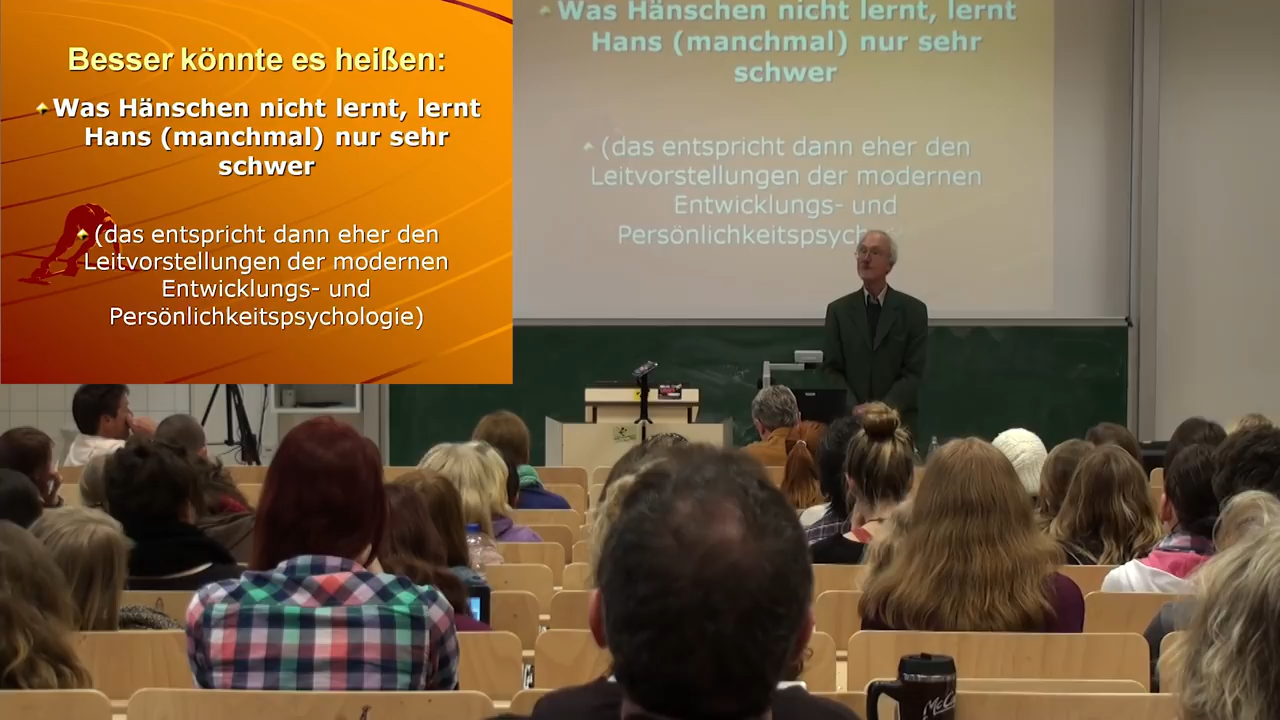 Besser könnte es heißen:
Was Hänschen nicht lernt, lernt
Hans (manchmal) nur sehr
schwer
(das entspricht dann eher den
Leitvorstellungen der modernen
Entwicklungs- und
Persönlichkeitspsychologie)
Was Hänschen nicht lernt, lernt
Hans (manchmal) nur sehr
schwer
(das entspricht dann eher den
Leitvorstellungen der modernen
Entwicklungs- und
Persönlichkeitspsych